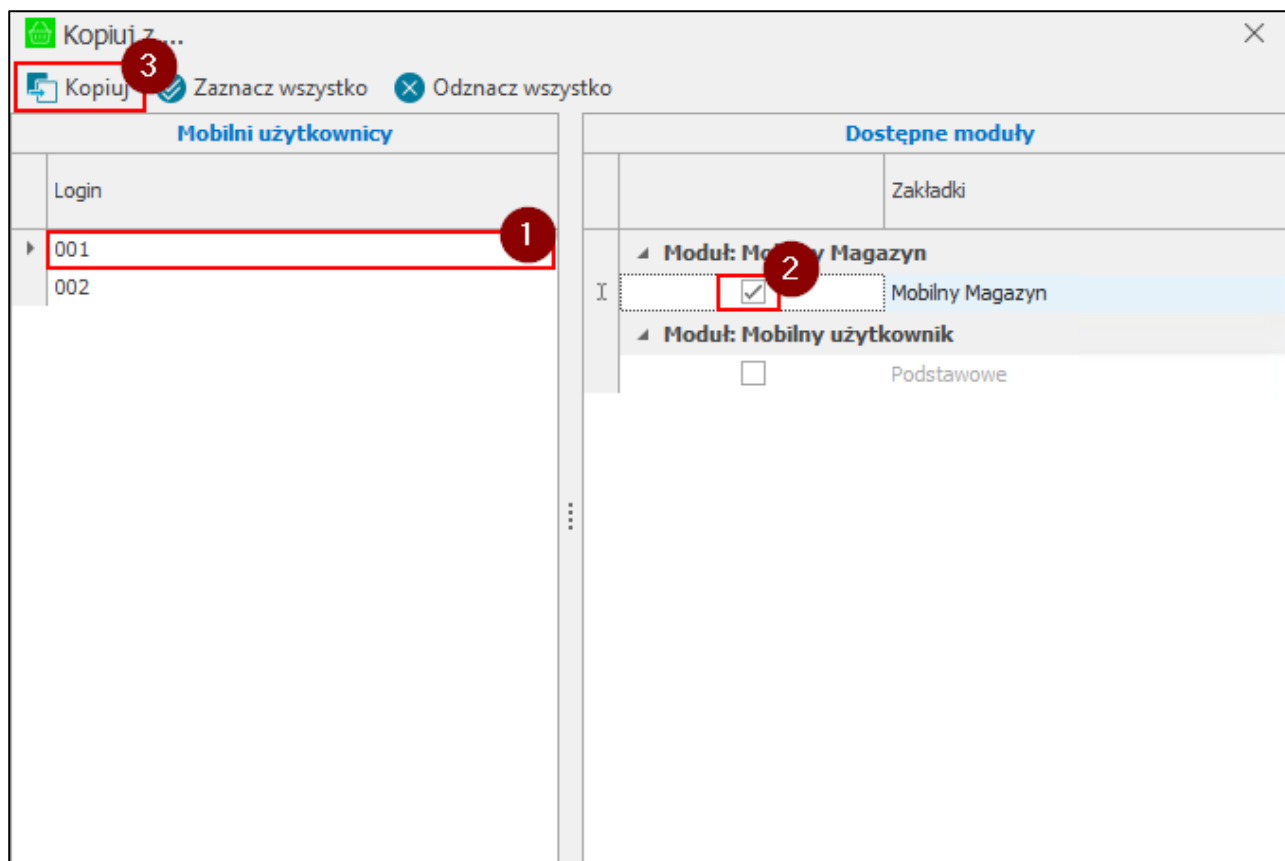 Kopiuj z ...
3
Kopiuj Zaznacz wszystko Odznacz wszystko
Mobilni użytkownicy
Login
001
1
002
Dostępne moduły
Zakładki
Moduł: Mobilny Magazyn
2
Mobilny Magazyn
Moduł: Mobilny użytkownik
Podstawowe